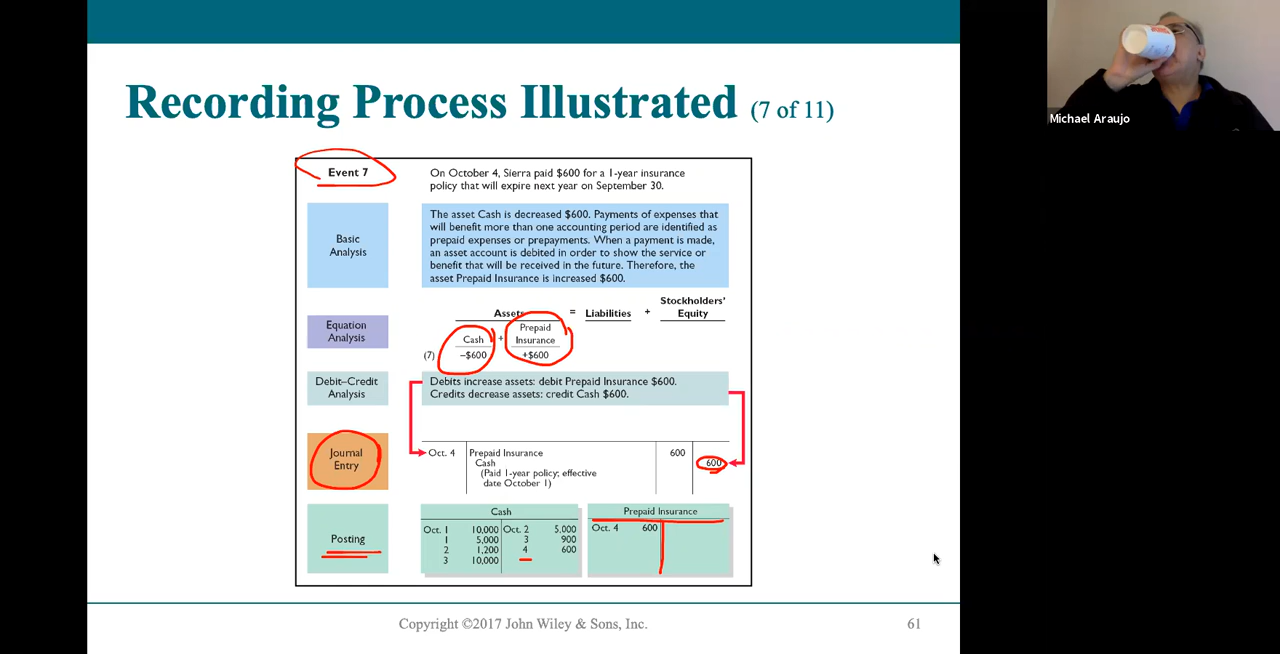 Recording Process Illustrated (7 of 11)
Michael Araujo
Event 7
On October 4, Sierra paid $600 for a 1-year insurance
policy that will expire next year on September 30.
Basic
Analysis
The asset Cash is decreased $600. Payments of expenses that
will benefit more than one accounting period are identified as
prepaid expenses or prepayments. When a payment is made,
an asset account is debited in order to show the service or
benefit that will be received in the future. Therefore, the
asset Prepaid Insurance is increased $600.
Equation
Analysis
Assets = Liabilities + Stockholders'
Equity
Cash + Prepaid
Insurance
(7) –$600 +$600
Debit–Credit
Analysis
Debits increase assets: debit Prepaid Insurance $600.
Credits decrease assets: credit Cash $600.
Journal
Entry
Oct. 4 Prepaid Insurance 600
Cash 600
(Paid 1-year policy; effective
date October 1)
Posting
Cash
Oct. 1 10,000 Oct. 2 5,000
1 5,000 3 900
2 1,200 4 600
3 10,000
Prepaid Insurance
Oct. 4 600
Copyright ©2017 John Wiley & Sons, Inc.
61